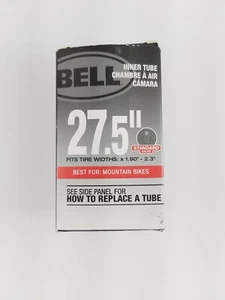 BELL
INNER TUBE
CHAMBRE À AIR
CÁMARA
27.5"
STANDARD
FITS TIRE WIDTHS: x 1.90" - 2.3"
BEST FOR: MOUNTAIN BIKES
SEE SIDE PANEL FOR
HOW TO REPLACE A TUBE